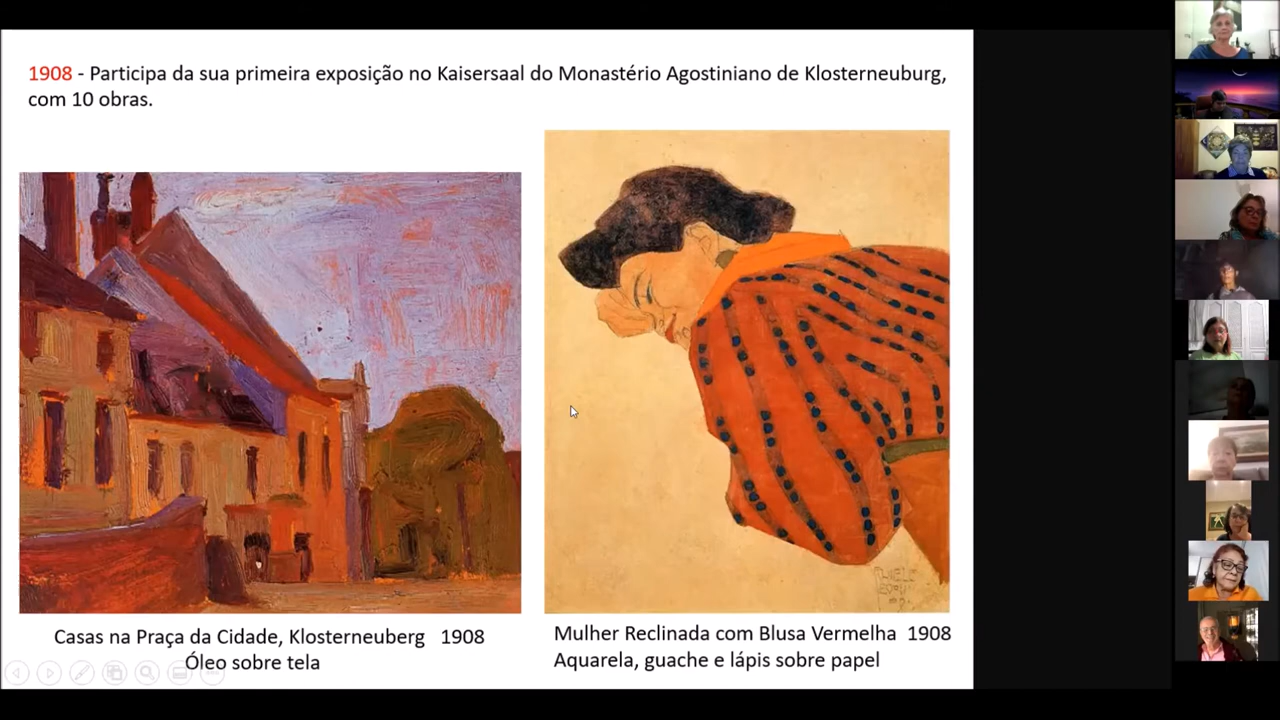 1908 - Participa da sua primeira exposição no Kaisersaal do Monastério Agostiniano de Klosterneuburg,
com 10 obras.
Casas na Praça da Cidade, Klosterneuberg 1908
Óleo sobre tela
Mulher Reclinada com Blusa Vermelha 1908
Aquarela, guache e lápis sobre papel